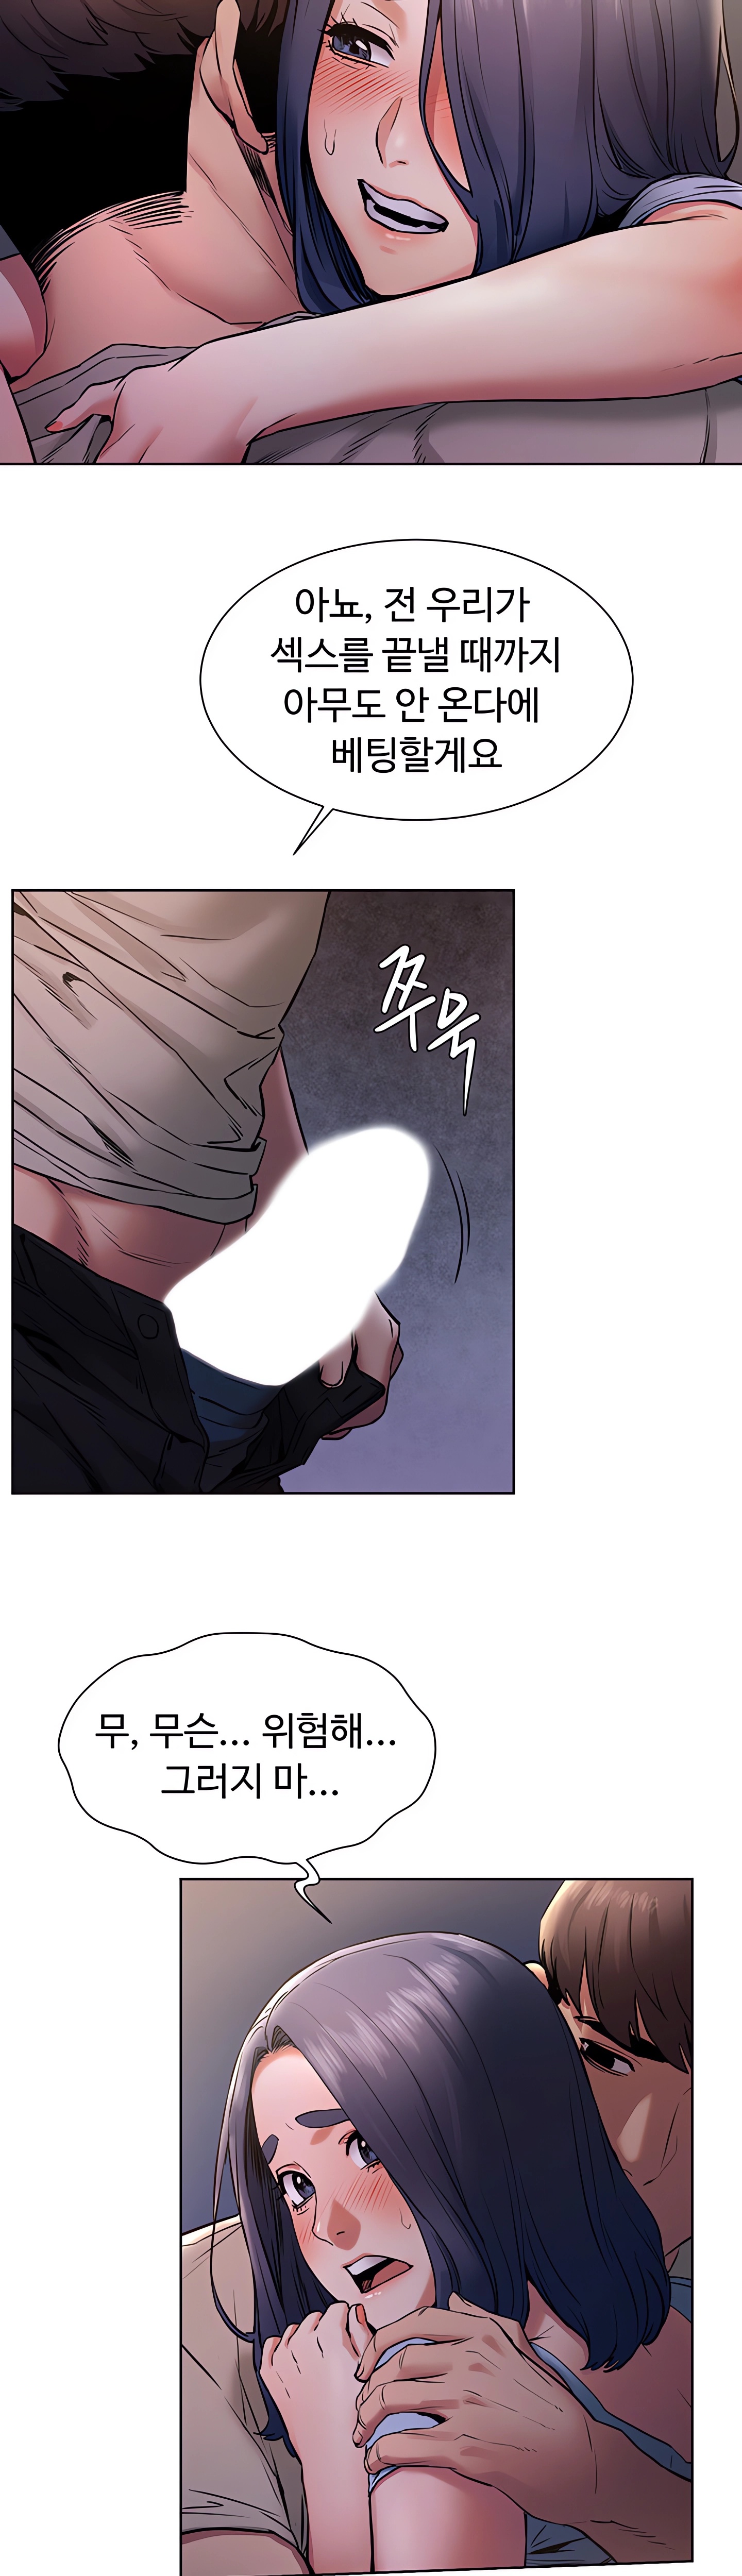 아뇨, 전 우리가
섹스를 끝낼 때까지
아무도 안 온다에
베팅할게요
쭈욱
무, 무슨... 위험해...
그러지 마...